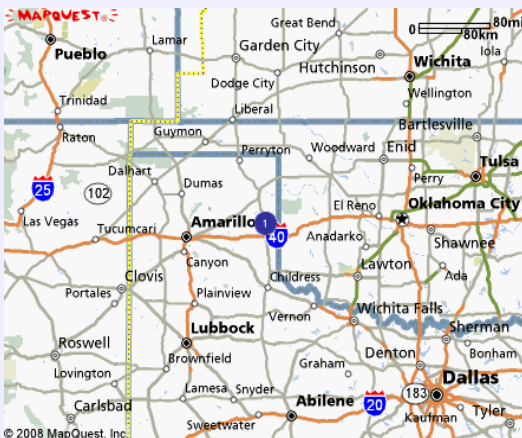 MAPQUEST®
0 80mi
80km
Great Bend
Lamar
Garden City
Iola
Pueblo
Hutchinson
Wichita
Dodge City
Wellington
Trinidad
Liberal
Bartlesville
Raton
Guymon
Perryton
Woodward
Enid
Tulsa
Dalhart
Perry
25
102
Dumas
El Reno
Oklahoma City
Las Vegas
Amarillo
1
40
Tucumcari
Anadarko
Shawnee
Canyon
Lawton
Ada
Clovis
Childress
Portales
Plainview
Vernon
Wichita Falls
Lubbock
Sherman
Roswell
Brownfield
Graham
Denton
Bonham
Lovington
Lamesa
Snyder
Dallas
183
Carlsbad
Abilene
20
Tyler
Sweetwater
Kaufman
© 2008 MapQuest, Inc